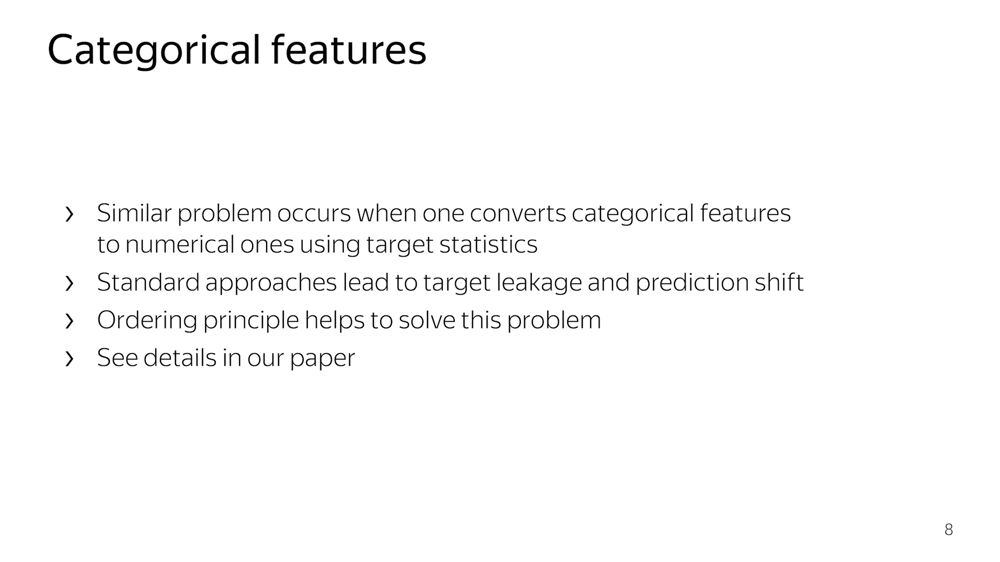 Categorical features
› Similar problem occurs when one converts categorical features
to numerical ones using target statistics
› Standard approaches lead to target leakage and prediction shift
› Ordering principle helps to solve this problem
› See details in our paper
8